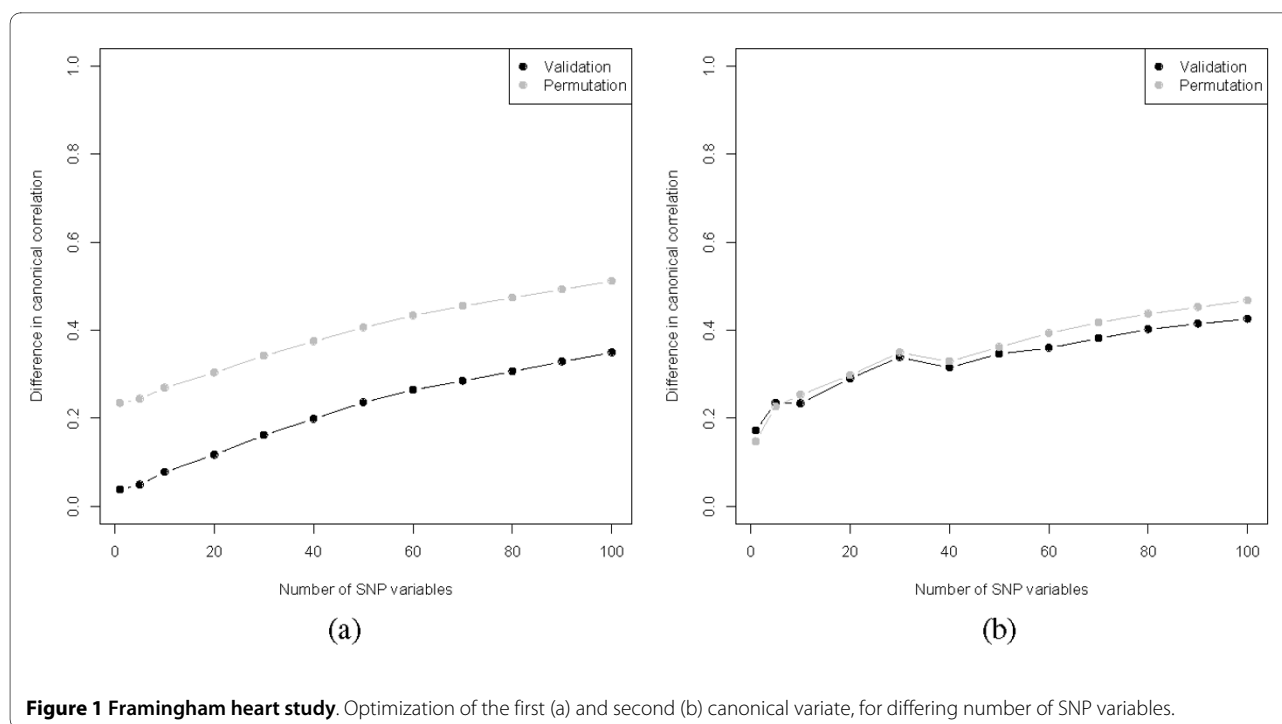 Validation
Permutation
Difference in canonical correlation
1.0
0.8
0.6
0.4
0.2
0.0
0 20 40 60 80 100
Number of SNP variables
(a)
Validation
Permutation
Difference in canonical correlation
1.0
0.8
0.6
0.4
0.2
0.0
0 20 40 60 80 100
Number of SNP variables
(b)
Figure 1 Framingham heart study. Optimization of the first (a) and second (b) canonical variate, for differing number of SNP variables.